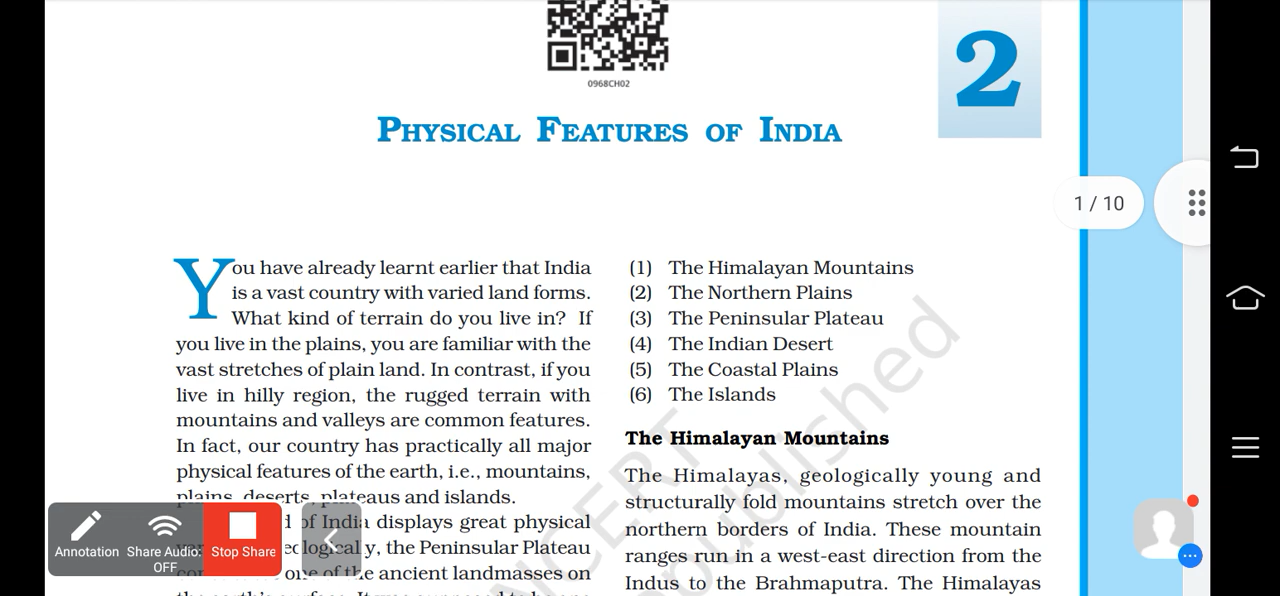 0968CH02
2
PHYSICAL FEATURES OF INDIA
1 / 10
You have already learnt earlier that India
is a vast country with varied land forms.
What kind of terrain do you live in? If
you live in the plains, you are familiar with the
vast stretches of plain land. In contrast, if you
live in hilly region, the rugged terrain with
mountains and valleys are common features.
In fact, our country has practically all major
physical features of the earth, i.e., mountains,
plains, deserts, plateaus and islands.
of India displays great physical
the Peninsular Plateau
one of the ancient landmasses on
(1) The Himalayan Mountains
(2) The Northern Plains
(3) The Peninsular Plateau
(4) The Indian Desert
(5) The Coastal Plains
(6) The Islands
The Himalayan Mountains
The Himalayas, geologically young and
structurally fold mountains stretch over the
northern borders of India. These mountain
ranges run in a west-east direction from the
Indus to the Brahmaputra. The Himalayas
NCERT
republished
Annotation
Share Audio:
OFF
Stop Share